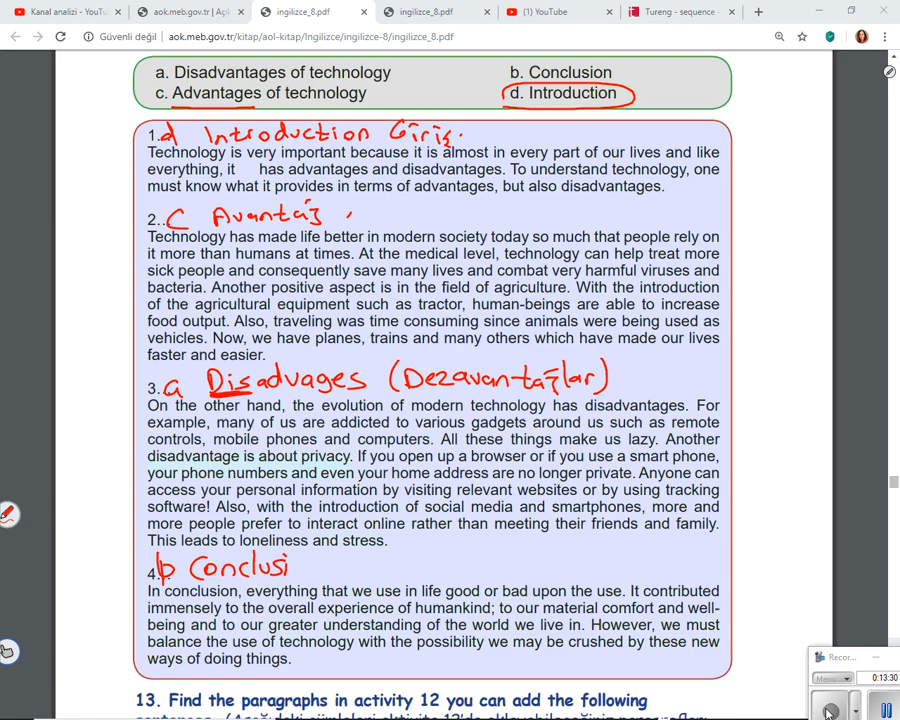 Kanal analizi - YouTu
aok.meb.gov.tr | Açık
ingilizce_8.pdf
ingilizce_8.pdf
(1) YouTube
Tureng - sequence -
Güvenli değil | aok.meb.gov.tr/kitap/aol-kitap/Ingilizce/ingilizce-8/ingilizce_8.pdf
a. Disadvantages of technology
b. Conclusion
c. Advantages of technology
d. Introduction
1.d Introduction Giriş.
Technology is very important because it is almost in every part of our lives and like
everything, it has advantages and disadvantages. To understand technology, one
must know what it provides in terms of advantages, but also disadvantages.
2..C Avantaj
Technology has made life better in modern society today so much that people rely on
it more than humans at times. At the medical level, technology can help treat more
sick people and consequently save many lives and combat very harmful viruses and
bacteria. Another positive aspect is in the field of agriculture. With the introduction
of the agricultural equipment such as tractor, human-beings are able to increase
food output. Also, traveling was time consuming since animals were being used as
vehicles. Now, we have planes, trains and many others which have made our lives
faster and easier.
3.a Disadvages (Dezavantajlar)
On the other hand, the evolution of modern technology has disadvantages. For
example, many of us are addicted to various gadgets around us such as remote
controls, mobile phones and computers. All these things make us lazy. Another
disadvantage is about privacy. If you open up a browser or if you use a smart phone,
your phone numbers and even your home address are no longer private. Anyone can
access your personal information by visiting relevant websites or by using tracking
software! Also, with the introduction of social media and smartphones, more and
more people prefer to interact online rather than meeting their friends and family.
This leads to loneliness and stress.
4.b Conclusi
In conclusion, everything that we use in life good or bad upon the use. It contributed
immensely to the overall experience of humankind; to our material comfort and well-
being and to our greater understanding of the world we live in. However, we must
balance the use of technology with the possibility we may be crushed by these new
ways of doing things.
Recor...
Menu
0:13:30
13. Find the paragraphs in activity 12 you can add the following